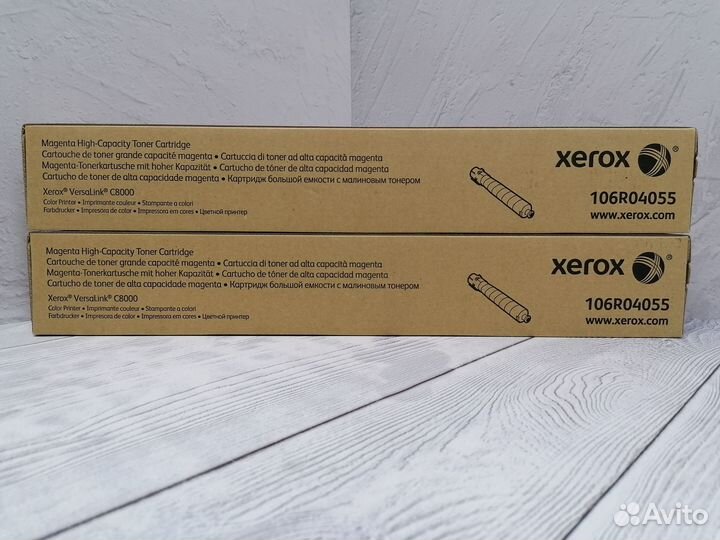 Magenta High-Capacity Toner Cartridge
Cartouche de toner grande capacité magenta • Cartuccia di toner ad alta capacità magenta
Magenta-Tonerkartusche mit hoher Kapazität • Cartucho de tóner de alta capacidad magenta
Cartucho de toner de alta capacidade magenta • Картридж большой емкости с малиновым тонером
Xerox® VersaLink® C8000
Color Printer • Imprimante couleur • Stampante a colori
Farbdrucker • Impresora de color • Impressora em cores • Цветной принтер
xerox ®
106R04055
www.xerox.com
Magenta High-Capacity Toner Cartridge
Cartouche de toner grande capacité magenta • Cartuccia di toner ad alta capacità magenta
Magenta-Tonerkartusche mit hoher Kapazität • Cartucho de tóner de alta capacidad magenta
Cartucho de toner de alta capacidade magenta • Картридж большой емкости с малиновым тонером
Xerox® VersaLink® C8000
Color Printer • Imprimante couleur • Stampante a colori
Farbdrucker • Impresora de color • Impressora em cores • Цветной принтер
xerox ®
106R04055
www.xerox.com
Avito